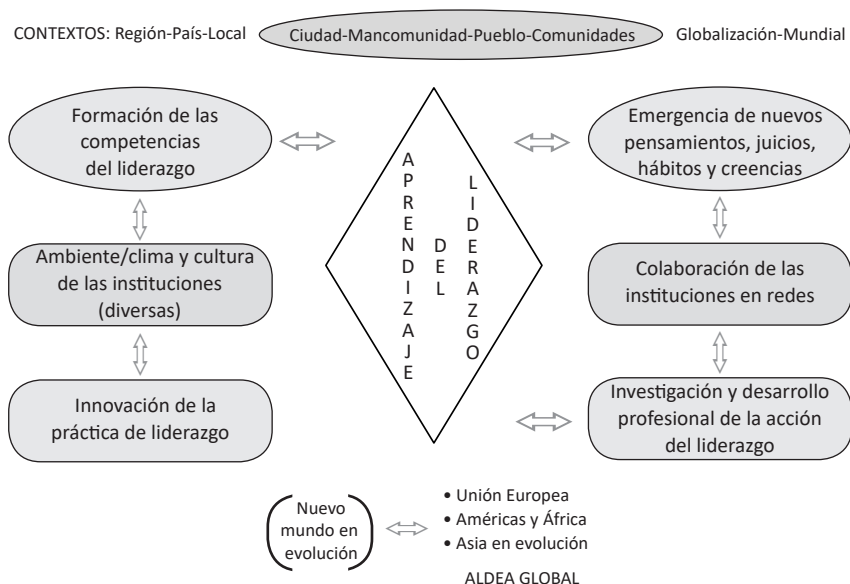 CONTEXTOS: Región-País-Local
Ciudad-Mancomunidad-Pueblo-Comunidades
Globalización-Mundial
Formación de las
competencias
del liderazgo
Emergencia de nuevos
pensamientos, juicios,
hábitos y creencias
APRENDIZAJE
DEL
LIDERAZGO
Ambiente/clima y cultura
de las instituciones
(diversas)
Colaboración de las
instituciones en redes
Innovación de la
práctica de liderazgo
Investigación y desarrollo
profesional de la acción
del liderazgo
Nuevo
mundo en
evolución
• Unión Europea
• Américas y África
• Asia en evolución
ALDEA GLOBAL